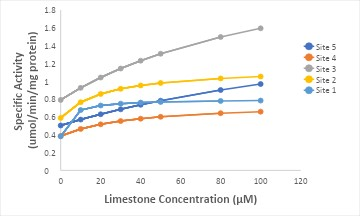 1.8
1.6
1.4
1.2
1
0.8
0.6
0.4
0.2
0
Specific Activity
(umol/min/mg protein)
0 20 40 60 80 100 120
Limestone Concentration (µM)
Site 5
Site 4
Site 3
Site 2
Site 1